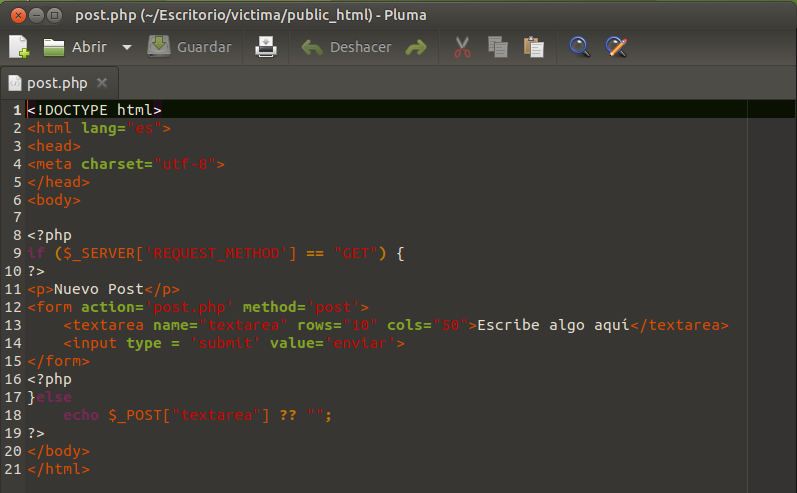 post.php (~/Escritorio/victima/public_html) - Pluma
Abrir Guardar Deshacer
post.php
1 <!DOCTYPE html>
2 <html lang="es">
3 <head>
4 <meta charset="utf-8">
5 </head>
6 <body>
7
8 <?php
9 if ($_SERVER['REQUEST_METHOD'] == "GET") {
10 ?>
11 <p>Nuevo Post</p>
12 <form action='post.php' method='post'>
13     <textarea name="textarea" rows="10" cols="50">Escribe algo aquí</textarea>
14     <input type = 'submit' value='enviar'>
15 </form>
16 <?php
17 }else
18     echo $_POST["textarea"] ?? "";
19 ?>
20 </body>
21 </html>